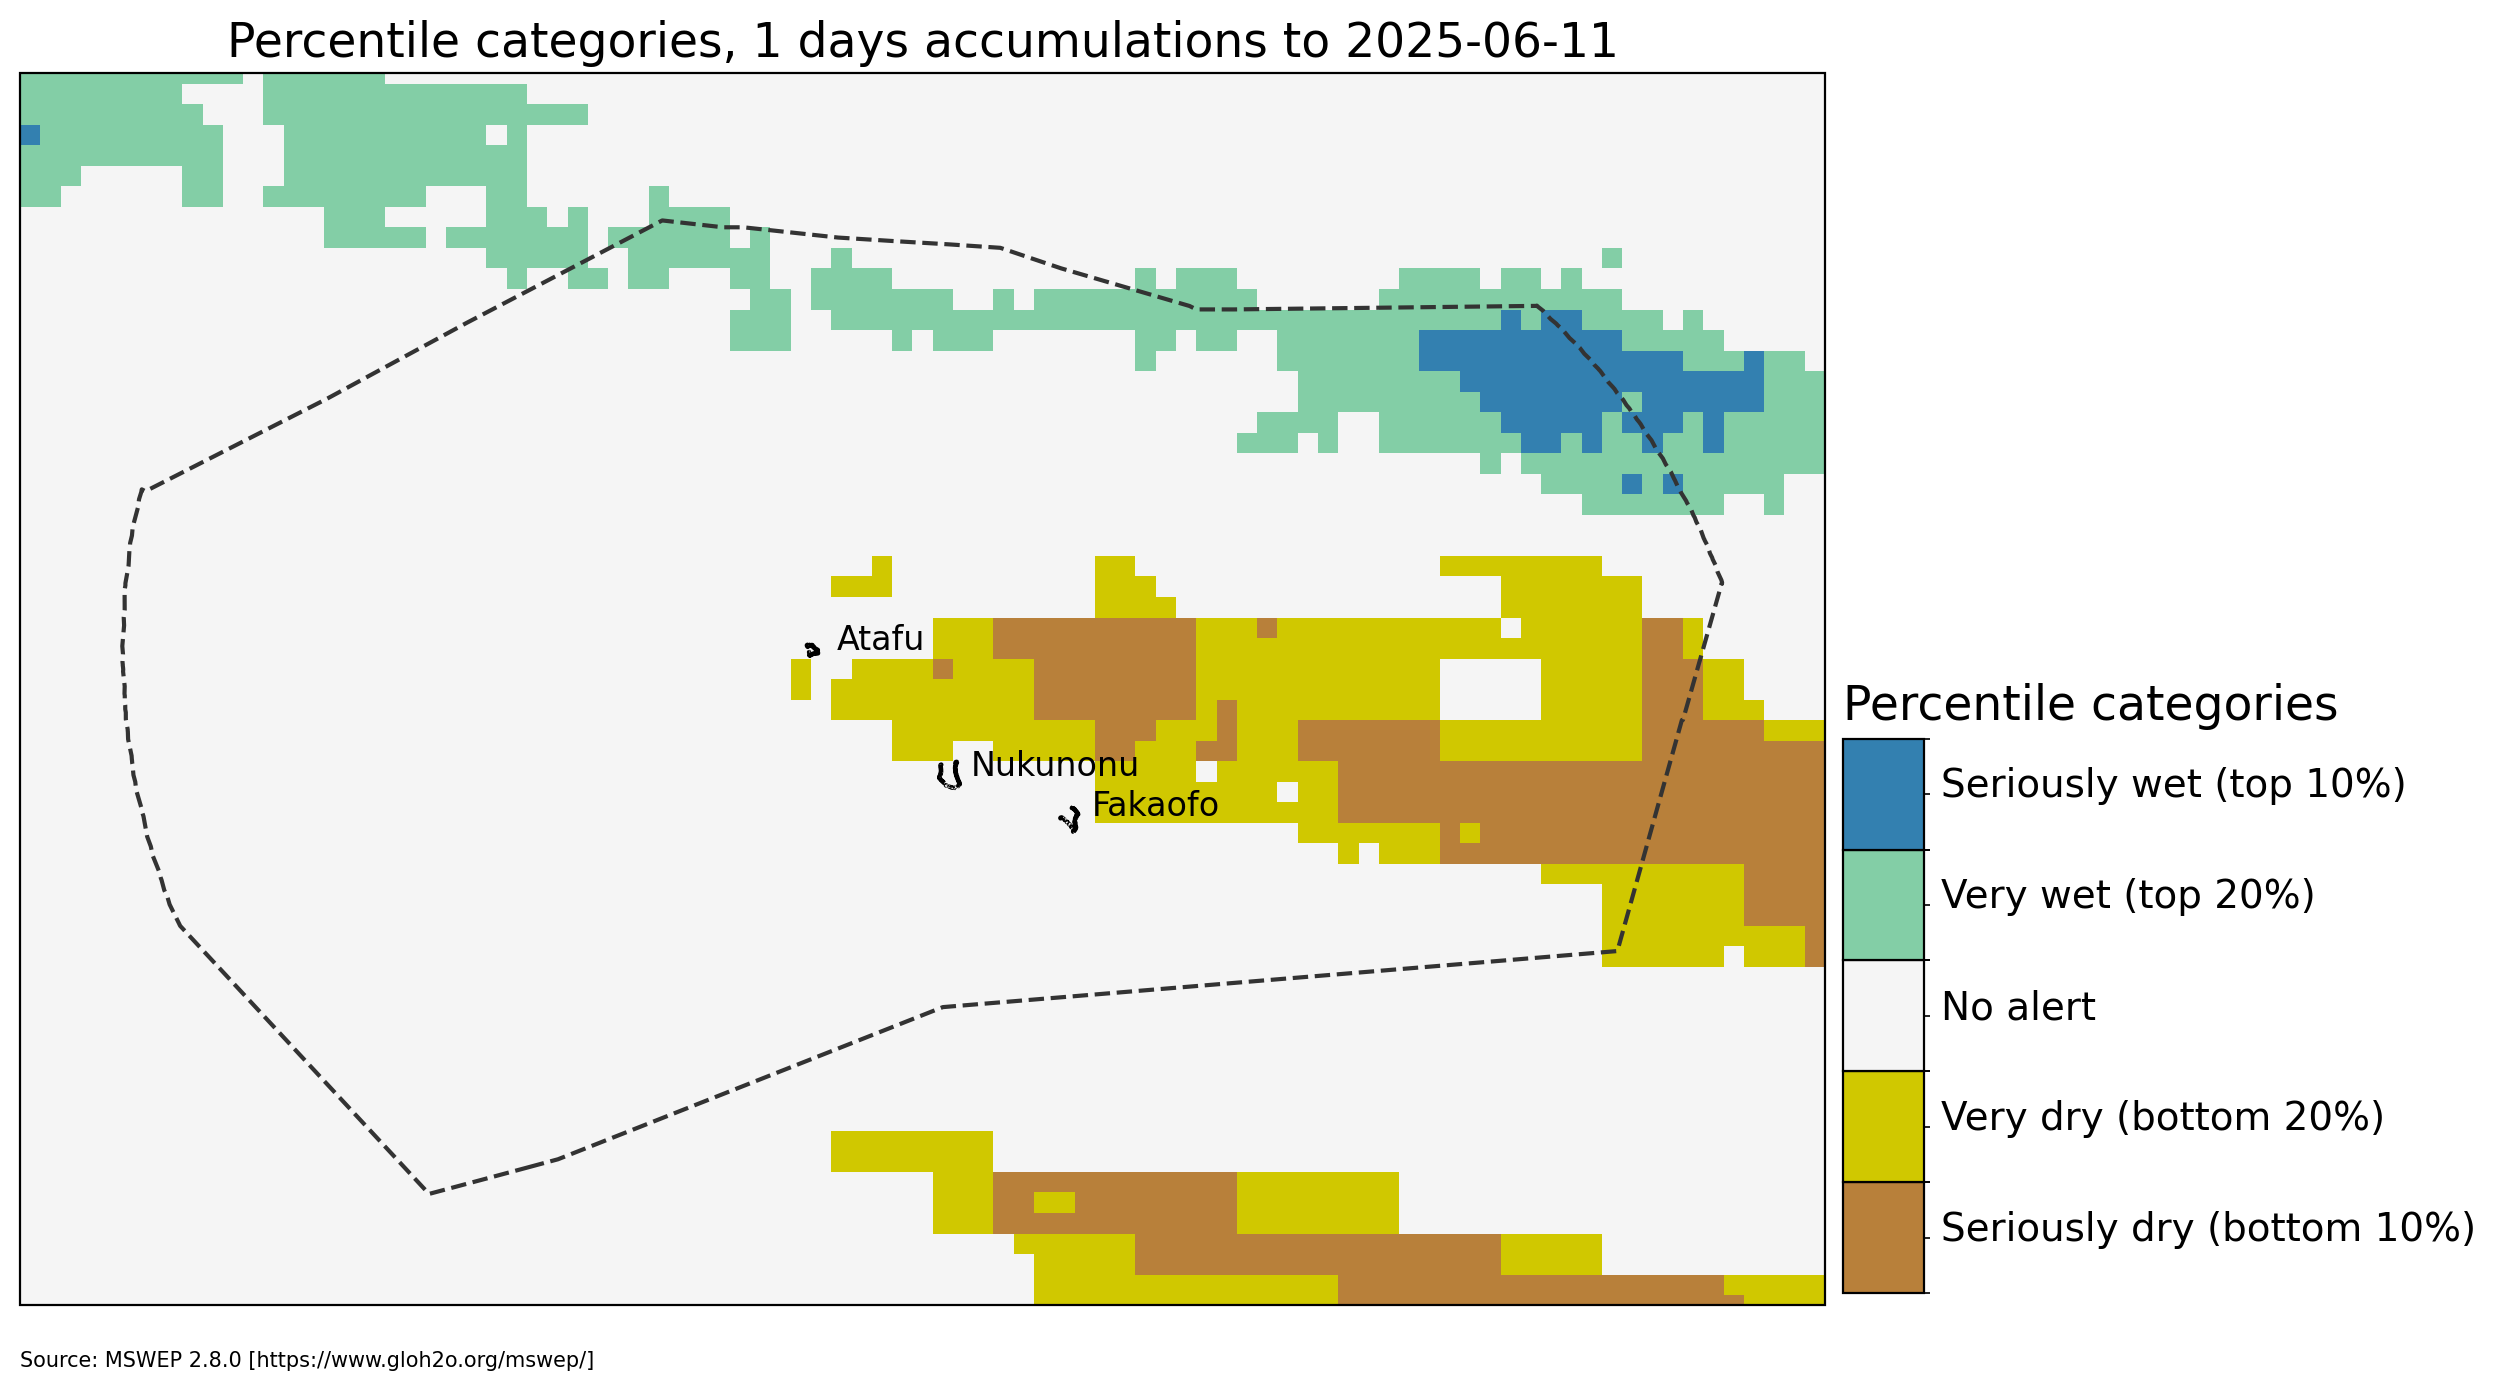 Percentile categories, 1 days accumulations to 2025-06-11
Atafu
Nukunonu
Fakaofo
Percentile categories
Seriously wet (top 10%)
Very wet (top 20%)
No alert
Very dry (bottom 20%)
Seriously dry (bottom 10%)
Source: MSWEP 2.8.0 [https://www.gloh2o.org/mswep/]